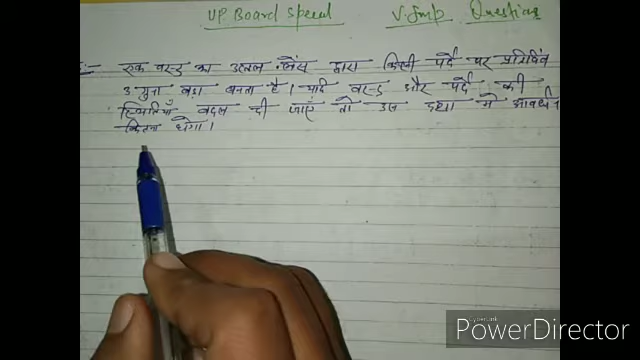 UP Board Special V.Imp Question
:- एक वस्तु का उत्तल लैंस द्वारा किसी पर्दे पर प्रतिबिंब
3 गुना बड़ा बनता है। यदि वस्तु और पर्दे की
स्थितियाँ बदल दी जाएँ तो उस दशा में आवर्धन
कितना होगा।
CyberLink
PowerDirector